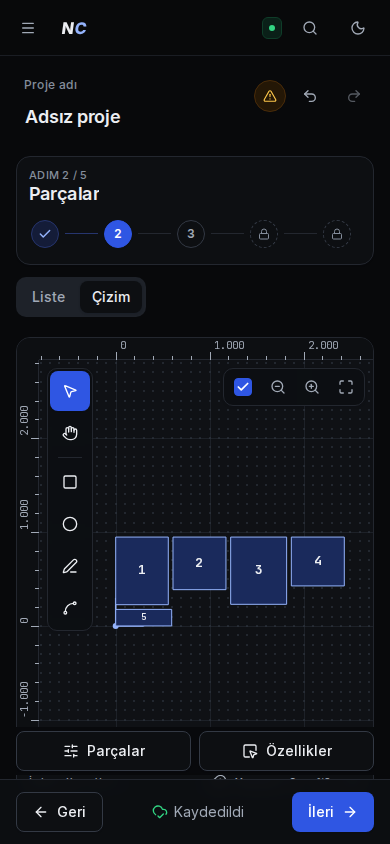 NC
Proje adı
Adsız proje
ADIM 2 / 5
Parçalar
2
3
Liste
Çizim
0
1.000
2.000
2.000
1.000
0
-1.000
1
2
3
4
5
Parçalar
Özellikler
Geri
Kaydedildi
İleri